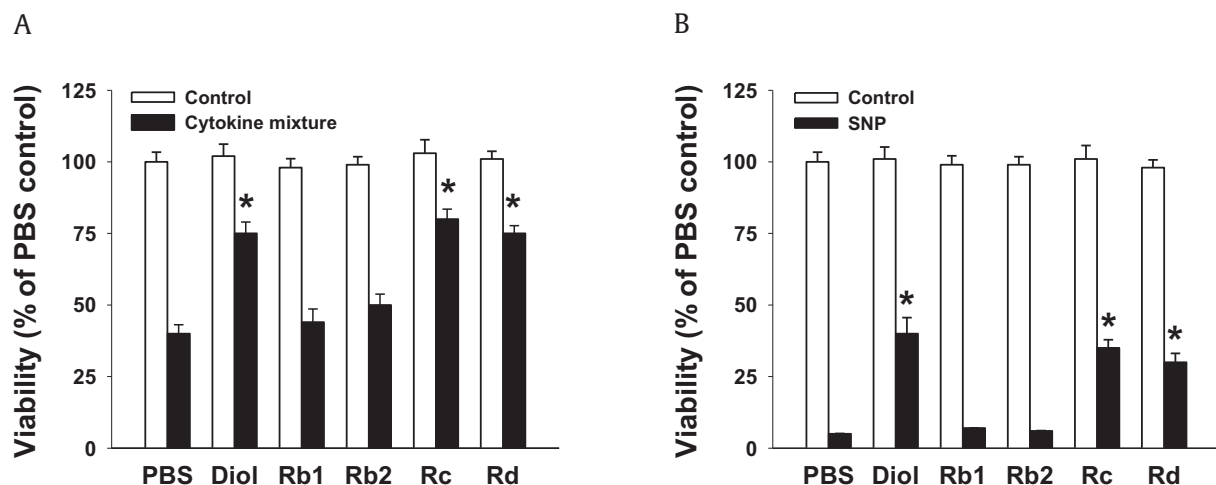 A
Viability (% of PBS control)
125
100
75
50
25
0
Control
Cytokine mixture
*
*
*
PBS Diol Rb1 Rb2 Rc Rd
B
Viability (% of PBS control)
125
100
75
50
25
0
Control
SNP
*
*
*
PBS Diol Rb1 Rb2 Rc Rd